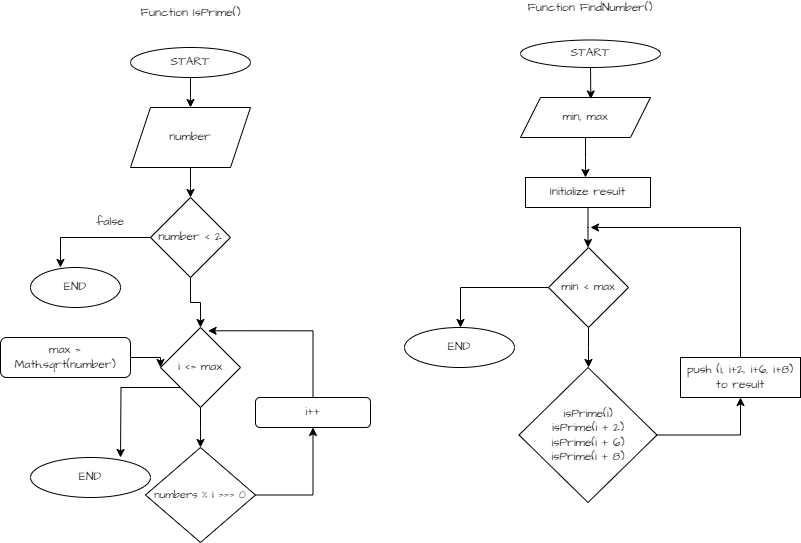 Function IsPrime()
START
number
number < 2
false
END
max =
Math.sqrt(number)
i <= max
i++
END
numbers % i === 0
Function FindNumber()
START
min, max
Initialize result
min < max
END
push (i, i+2, i+6, i+8)
to result
isPrime(i)
isPrime(i + 2)
isPrime(i + 6)
isPrime(i + 8)